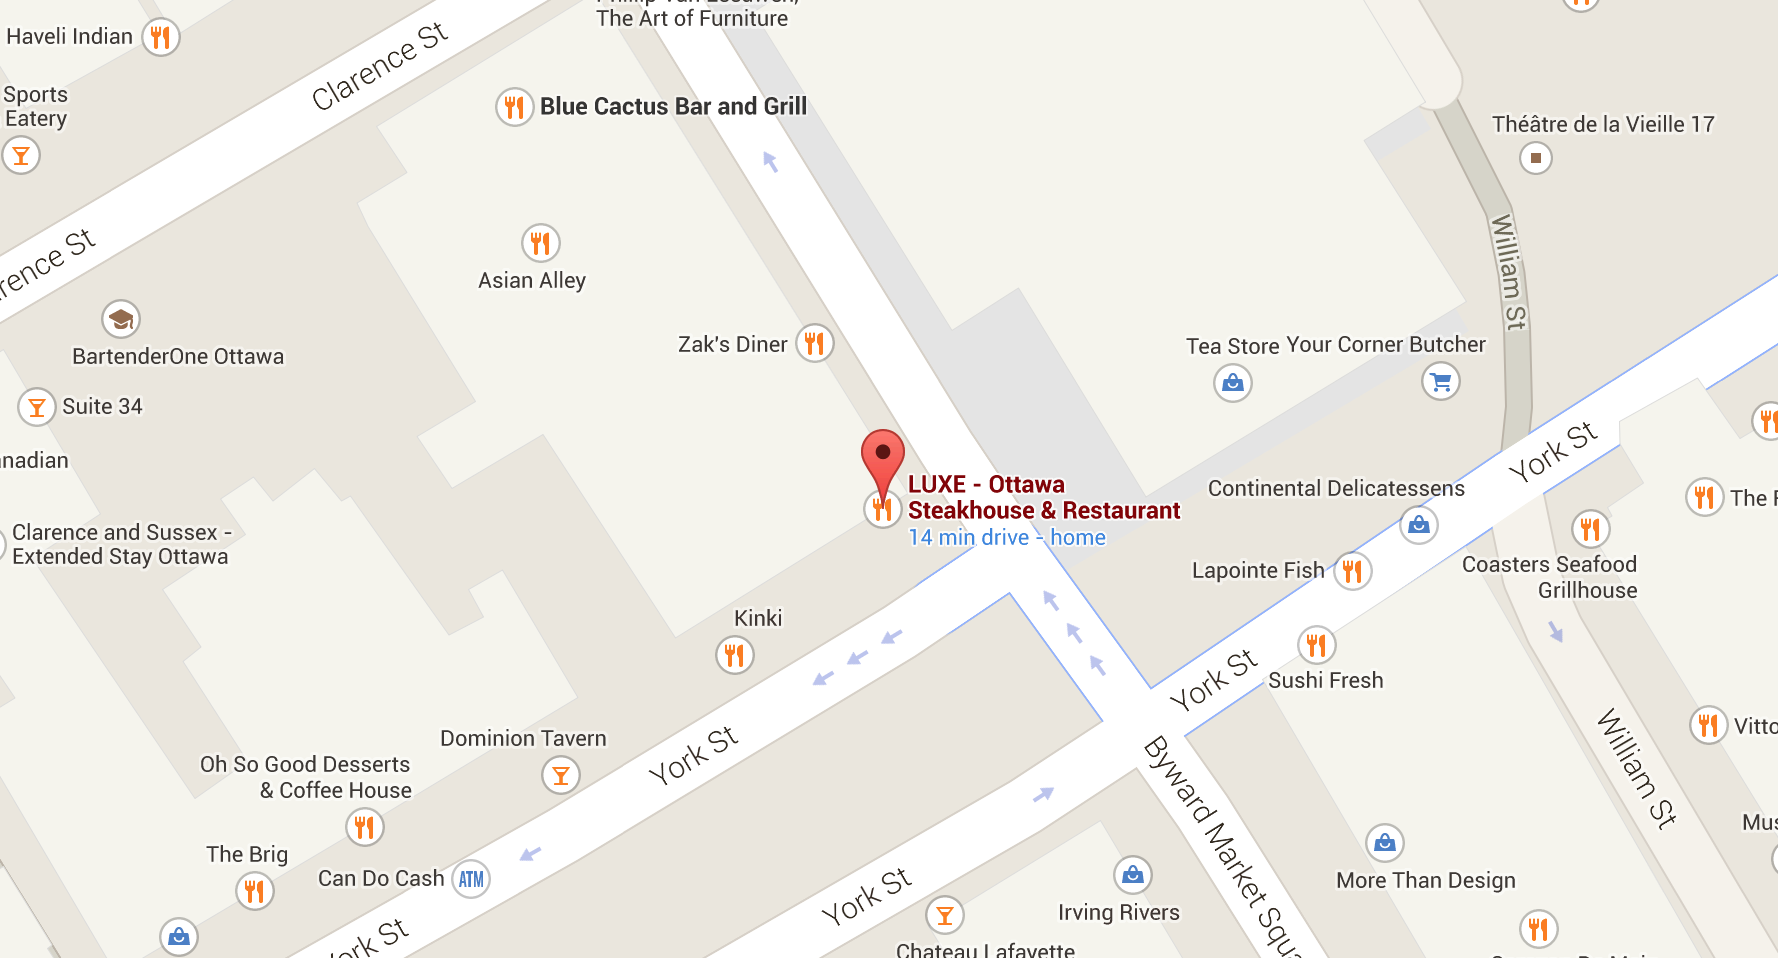 The Art of Furniture
Haveli Indian
Clarence St
Sports
Eatery
Blue Cactus Bar and Grill
Théâtre de la Vieille 17
William St
Asian Alley
BartenderOne Ottawa
Zak's Diner
Tea Store
Your Corner Butcher
Suite 34
York St
LUXE - Ottawa
Steakhouse & Restaurant
14 min drive - home
Continental Delicatessens
The
Clarence and Sussex -
Extended Stay Ottawa
Lapointe Fish
Coasters Seafood
Grillhouse
Kinki
York St
Sushi Fresh
Dominion Tavern
York St
William St
Oh So Good Desserts
& Coffee House
Byward Market Squa
The Brig
Can Do Cash
ATM
York St
Irving Rivers
More Than Design
York St
Chateau Lafayette